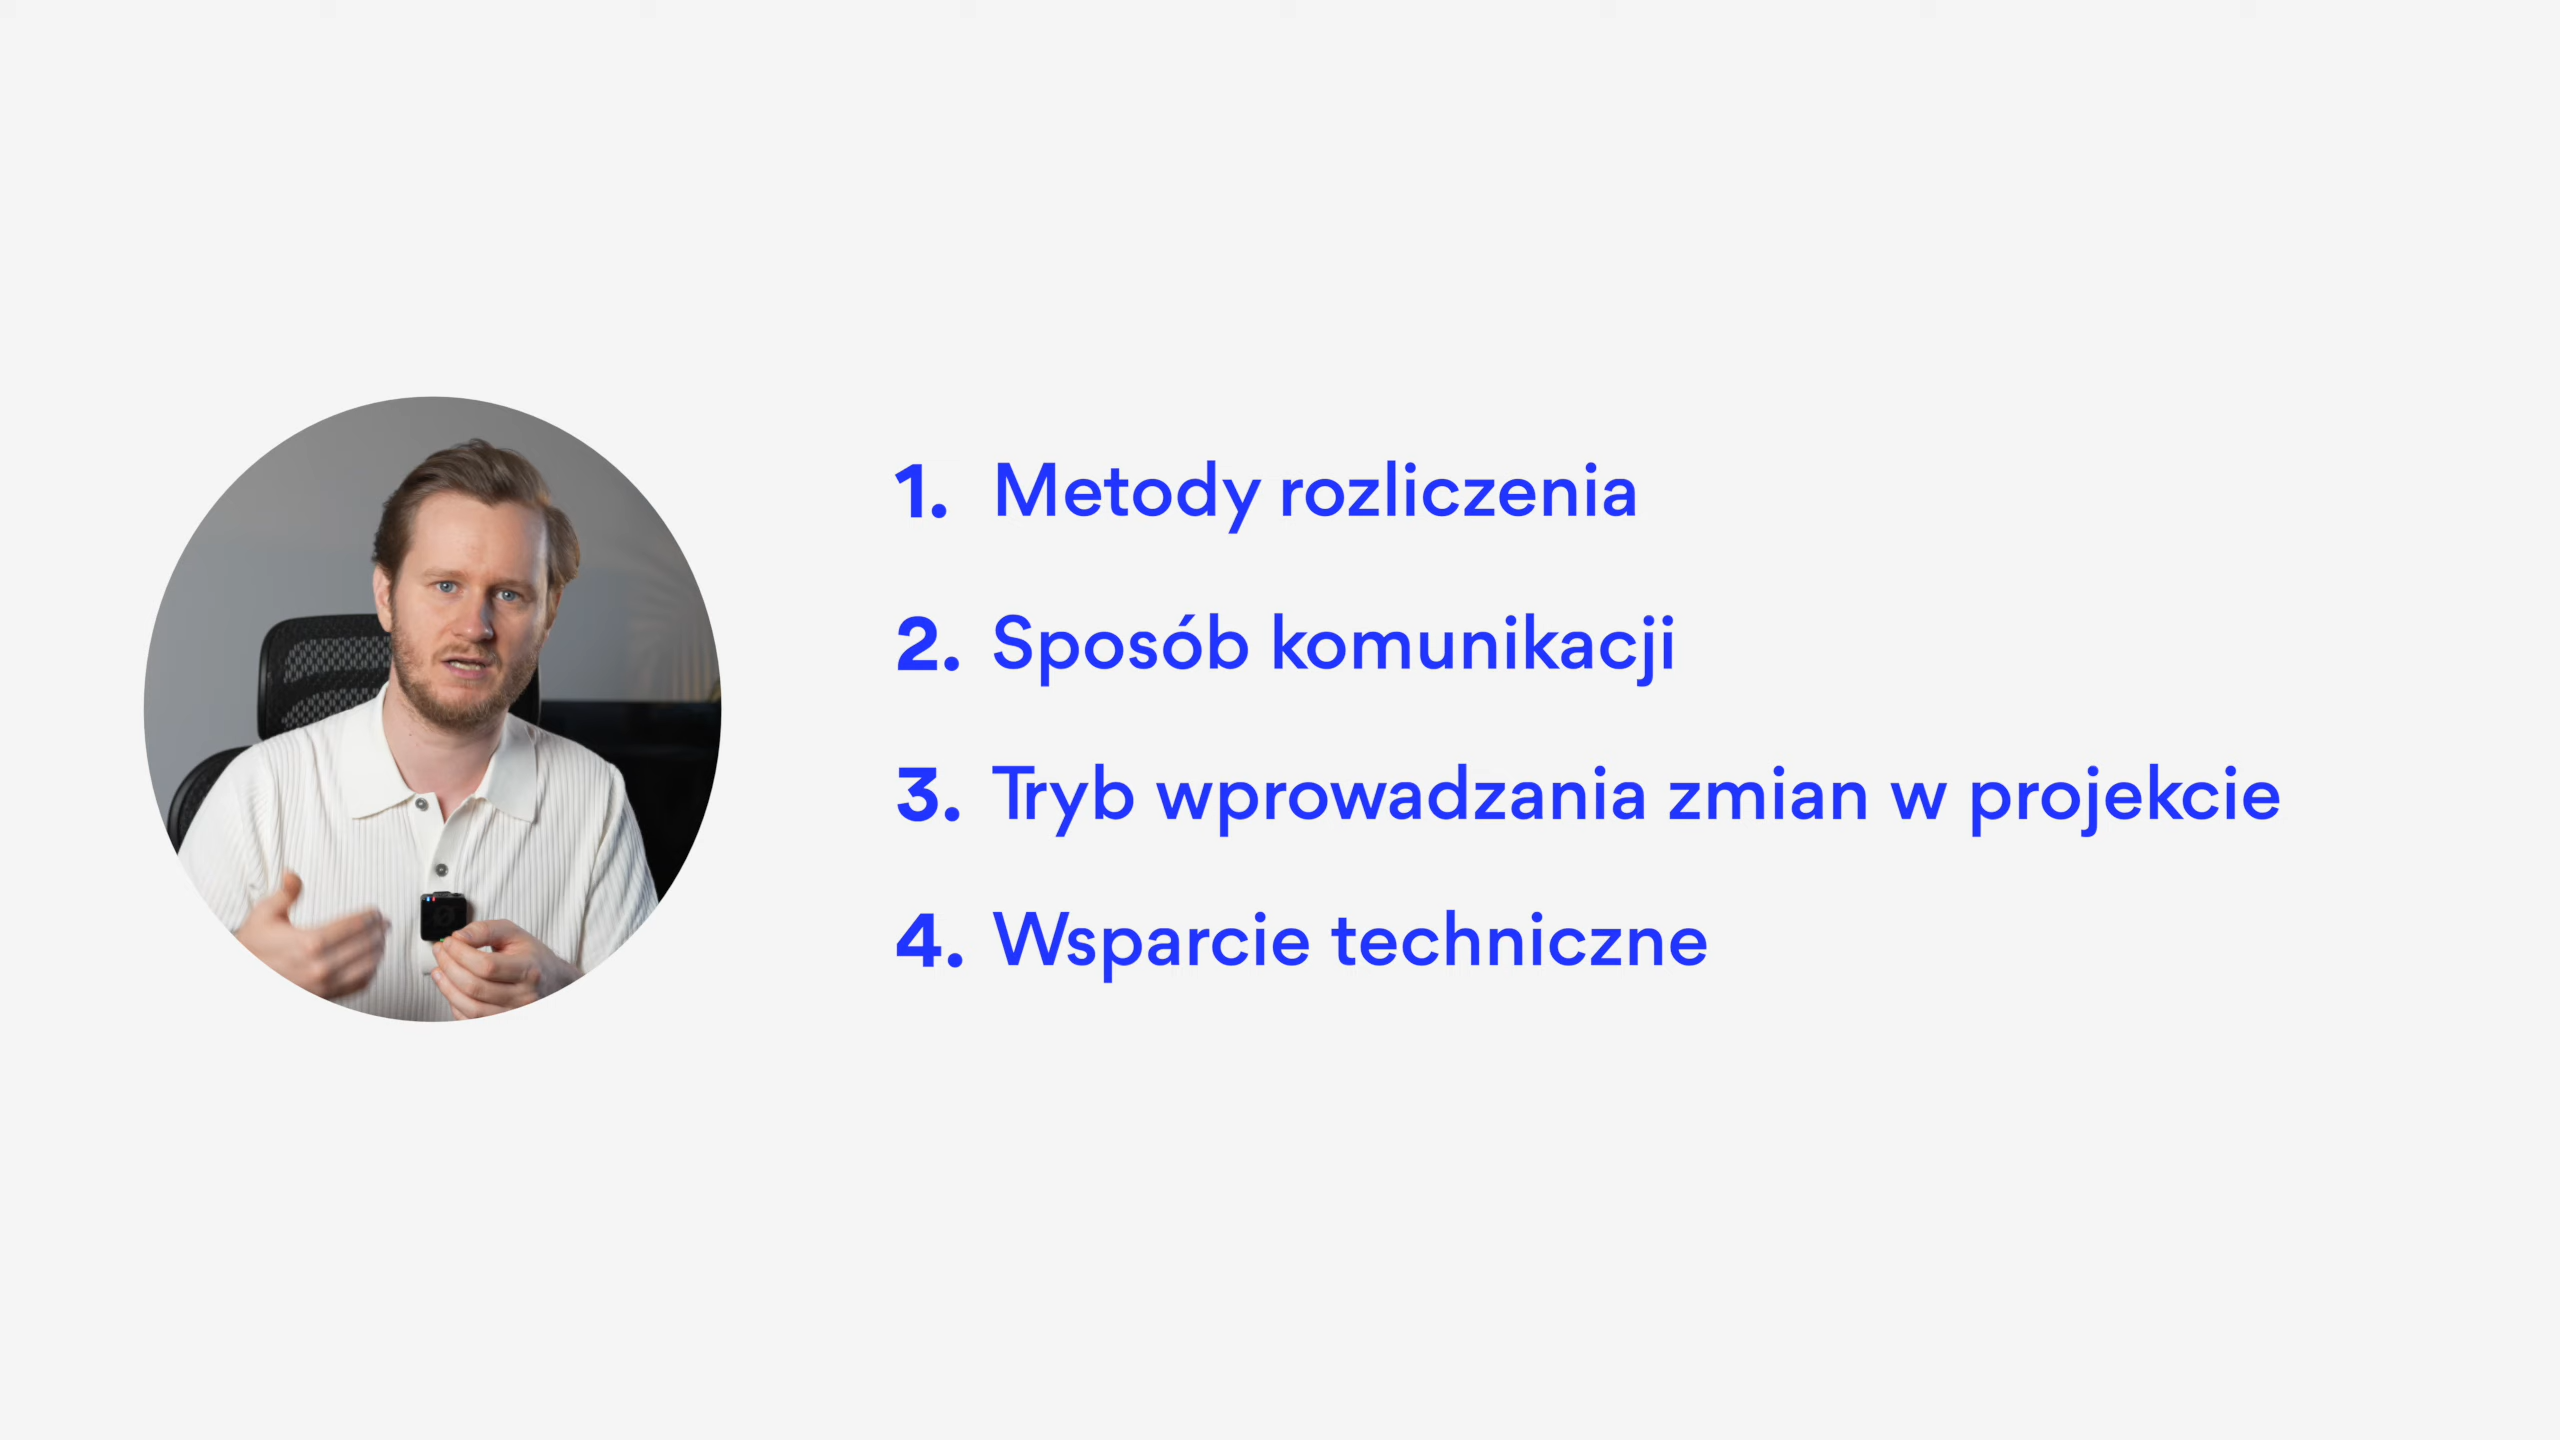 1. Metody rozliczenia
2. Sposób komunikacji
3. Tryb wprowadzania zmian w projekcie
4. Wsparcie techniczne